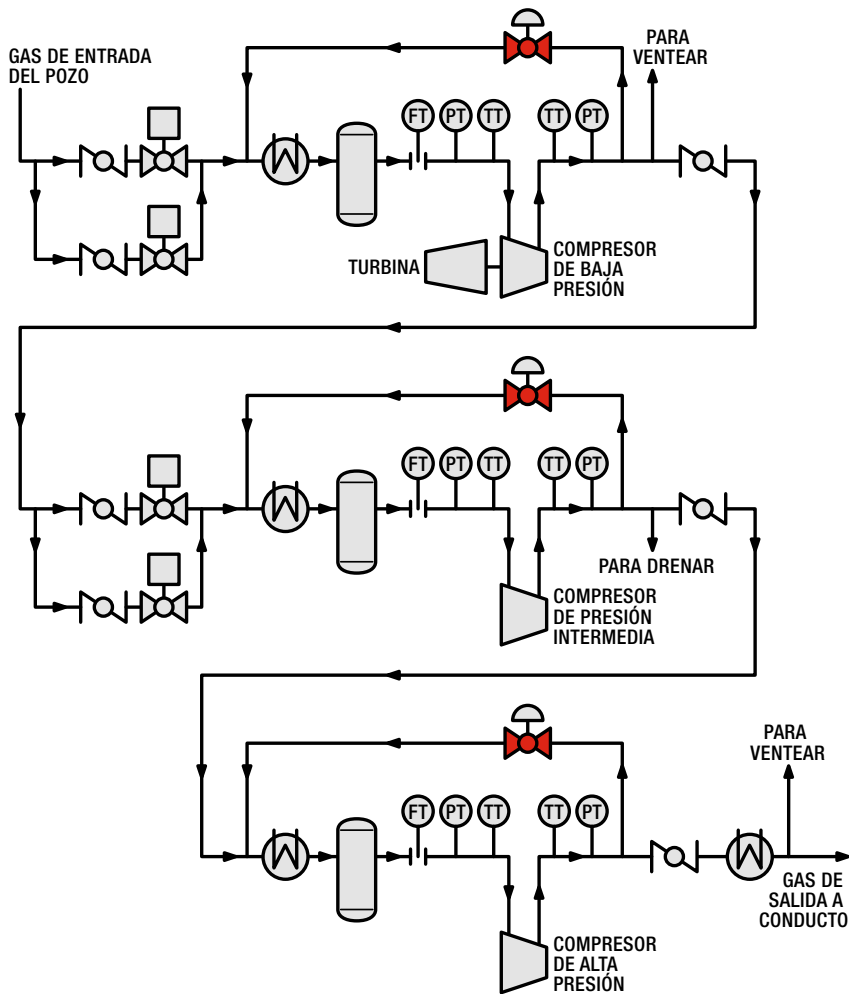 GAS DE ENTRADA
DEL POZO
PARA
VENTEAR
FT PT TT TT PT
TURBINA
COMPRESOR
DE BAJA
PRESIÓN
FT PT TT TT PT
PARA DRENAR
COMPRESOR
DE PRESIÓN
INTERMEDIA
PARA
VENTEAR
FT PT TT TT PT
GAS DE
SALIDA A
CONDUCTO
COMPRESOR
DE ALTA
PRESIÓN